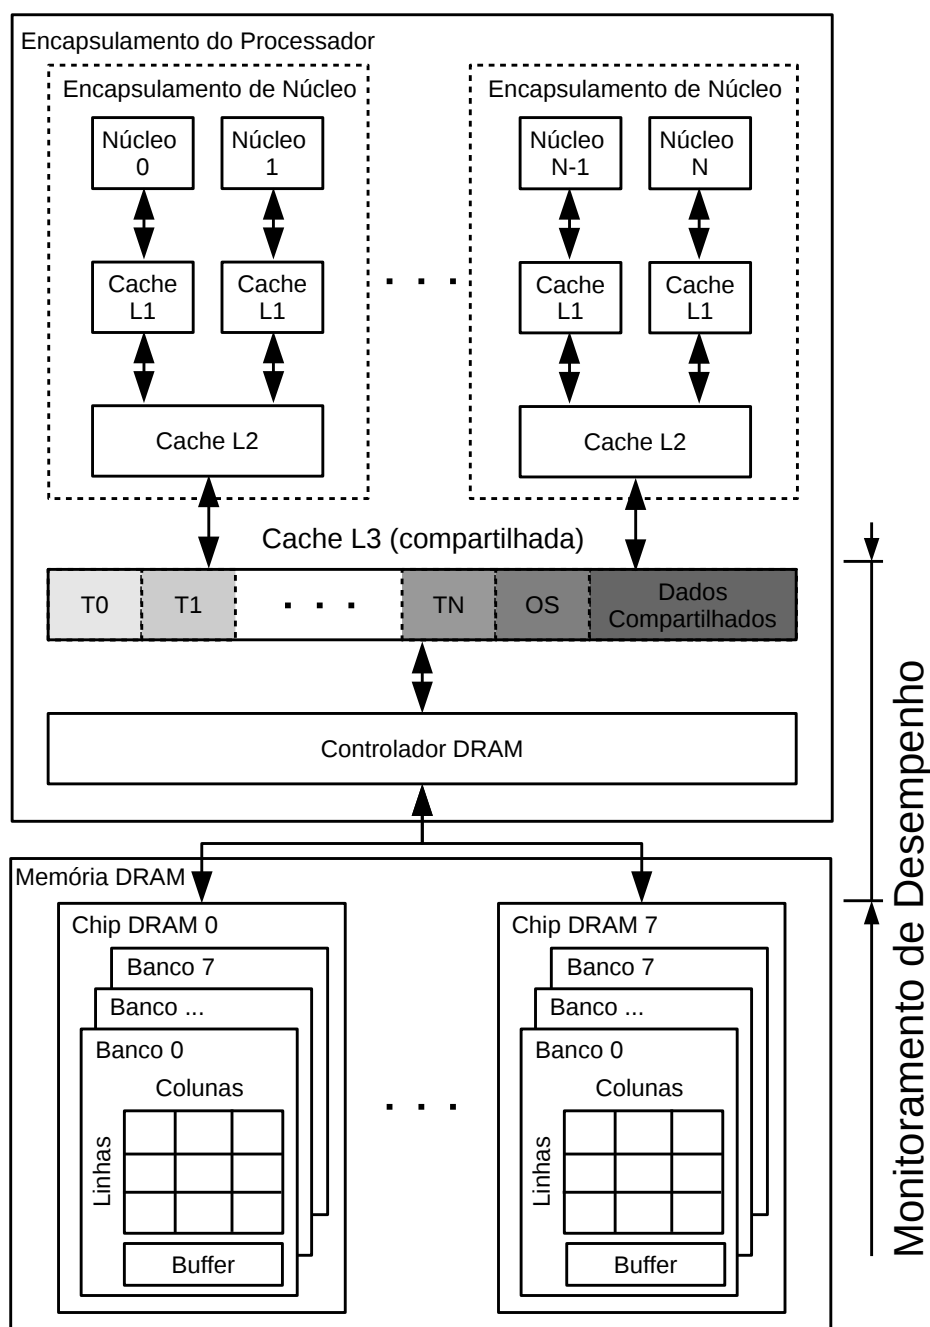 Encapsulamento do Processador
Encapsulamento de Núcleo
Encapsulamento de Núcleo
Núcleo
0
Núcleo
1
Núcleo
N-1
Núcleo
N
Cache
L1
Cache
L1
. . .
Cache
L1
Cache
L1
Cache L2
Cache L2
Cache L3 (compartilhada)
T0
T1
. . .
TN
OS
Dados
Compartilhados
Controlador DRAM
Memória DRAM
Chip DRAM 0
Banco 7
Banco ...
Banco 0
Colunas
Linhas
Buffer
. . .
Chip DRAM 7
Banco 7
Banco ...
Banco 0
Colunas
Linhas
Buffer
Monitoramento de Desempenho